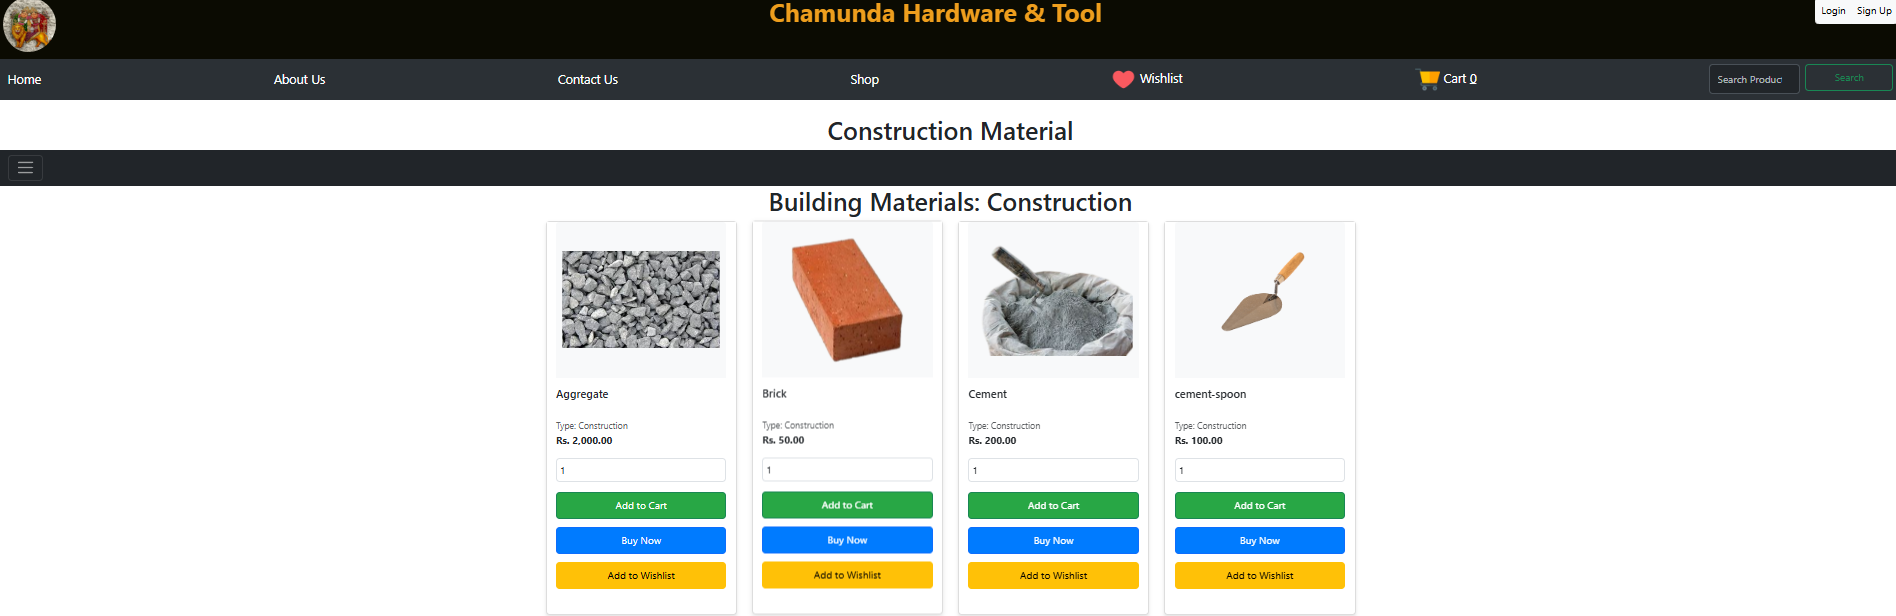 Chamunda Hardware & Tool
Login Sign Up
Home About Us Contact Us Shop Wishlist Cart 0 Search Produc Search
Construction Material
Building Materials: Construction
Aggregate
Type: Construction
Rs. 2,000.00
1
Add to Cart
Buy Now
Add to Wishlist
Brick
Type: Construction
Rs. 50.00
1
Add to Cart
Buy Now
Add to Wishlist
Cement
Type: Construction
Rs. 200.00
1
Add to Cart
Buy Now
Add to Wishlist
cement-spoon
Type: Construction
Rs. 100.00
1
Add to Cart
Buy Now
Add to Wishlist